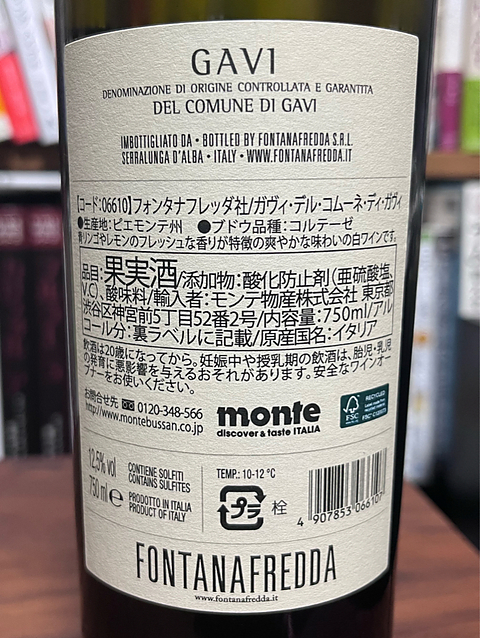 GAVI
DENOMINAZIONE DI ORIGINE CONTROLLATA E GARANTITA
DEL COMUNE DI GAVI
IMBOTTIGLIATO DA • BOTTLED BY FONTANAFREDDA S.R.L.
SERRALUNGA D'ALBA • ITALY • WWW.FONTANAFREDDA.IT
【コード:06610】フォンタナフレッダ社/ガヴィ・デル・コムーネ・ディ・ガヴィ
●生産地:ピエモンテ州 ●ブドウ品種:コルテーゼ
青リンゴやレモンのフレッシュな香りが特徴の爽やかな味わいの白ワインです。
品目:果実酒/添加物:酸化防止剤(亜硫酸塩、
V.C)、酸味料/輸入者:モンテ物産株式会社 東京都
渋谷区神宮前5丁目52番2号/内容量:750ml/アル
コール分:裏ラベルに記載/原産国名:イタリア
飲酒は20歳になってから。妊娠中や授乳期の飲酒は、胎児・乳児
の発育に悪影響を与えるおそれがあります。安全なワインオー
プナーをお使いください。
お問合せ先 0120-348-566
http://www.montebussan.co.jp/
monte
discover & taste ITALIA
FSC
RECYCLED
12,5% vol
750 ml e
CONTIENE SOLFITI
CONTAINS SULFITES
PRODOTTO IN ITALIA
PRODUCT OF ITALY
TEMP.: 10-12 °C
プラ 栓
4 907853 066107
FONTANAFREDDA
www.fontanafredda.it